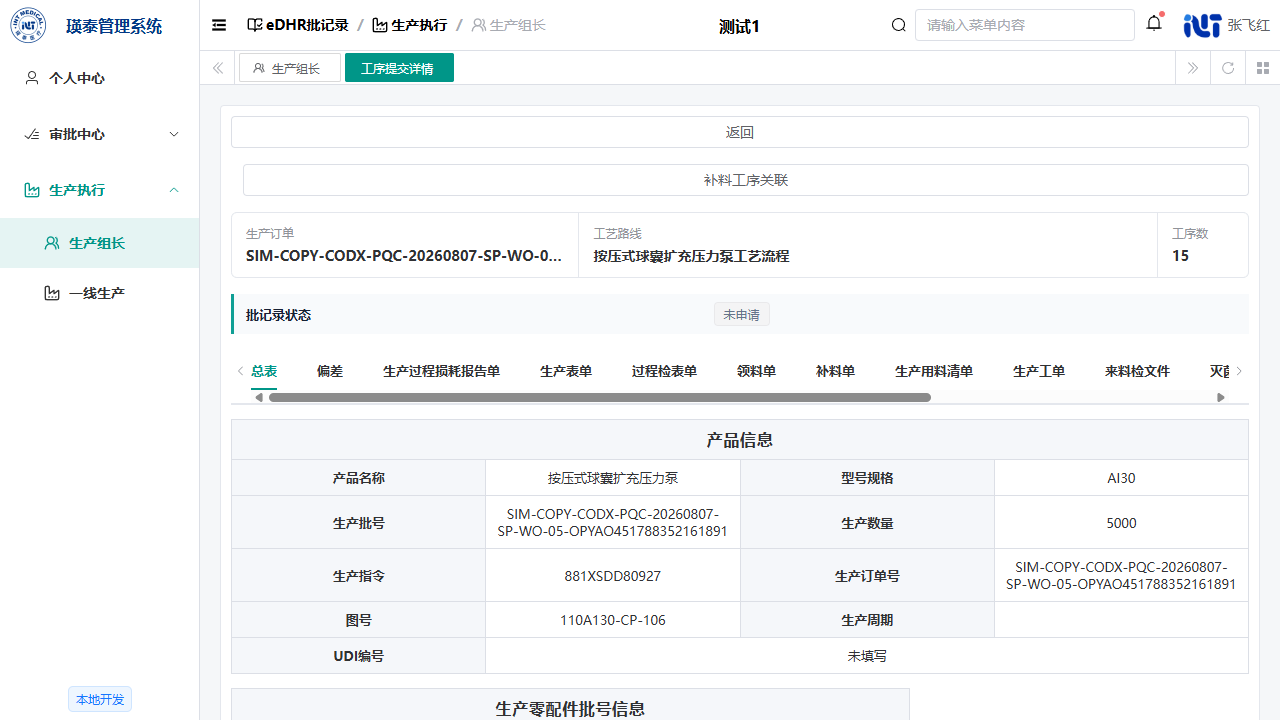 瑛泰管理系统
eDHR批记录 / 生产执行 / 生产组长
测试1
请输入菜单内容
张飞红
个人中心
审批中心
生产执行
生产组长
一线生产
本地开发
生产组长
工序提交详情
返回
补料工序关联
生产订单
SIM-COPY-CODX-PQC-20260807-SP-WO-0...
工艺路线
按压式球囊扩充压力泵工艺流程
工序数
15
批记录状态
未申请
总表 偏差 生产过程损耗报告单 生产表单 过程检表单 领料单 补料单 生产用料清单 生产工单 来料检文件
产品信息
产品名称 按压式球囊扩充压力泵 型号规格 AI30
生产批号
SIM-COPY-CODX-PQC-20260807-
SP-WO-05-OPYAO451788352161891
生产数量 5000
生产指令 881XSDD80927
生产订单号
SIM-COPY-CODX-PQC-20260807-
SP-WO-05-OPYAO451788352161891
图号 110A130-CP-106 生产周期
UDI编号 未填写
生产零配件批号信息